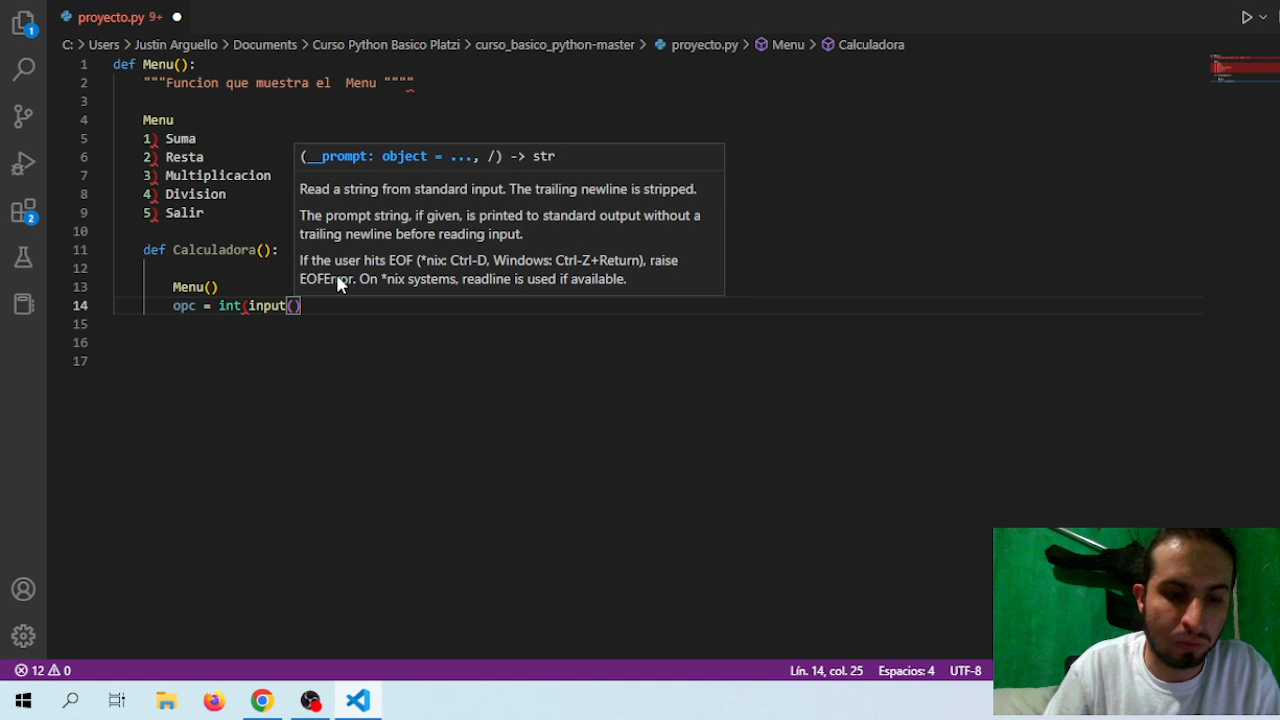 proyecto.py 9+
C: > Users > Justin Arguello > Documents > Curso Python Basico Platzi > curso_basico_python-master > proyecto.py > Menu > Calculadora
1 def Menu():
2 """Funcion que muestra el  Menu """"
3
4 Menu
5 1) Suma
6 2) Resta
7 3) Multiplicacion
8 4) Division
9 5) Salir
10
11 def Calculadora():
12
13 Menu()
14 opc = int(input()
15
16
17
(__prompt: object = ..., /) -> str
Read a string from standard input. The trailing newline is stripped.
The prompt string, if given, is printed to standard output without a
trailing newline before reading input.
If the user hits EOF (*nix: Ctrl-D, Windows: Ctrl-Z+Return), raise
EOFError. On *nix systems, readline is used if available.
1
2
12 0
Lín. 14, col. 25 Espacios: 4 UTF-8